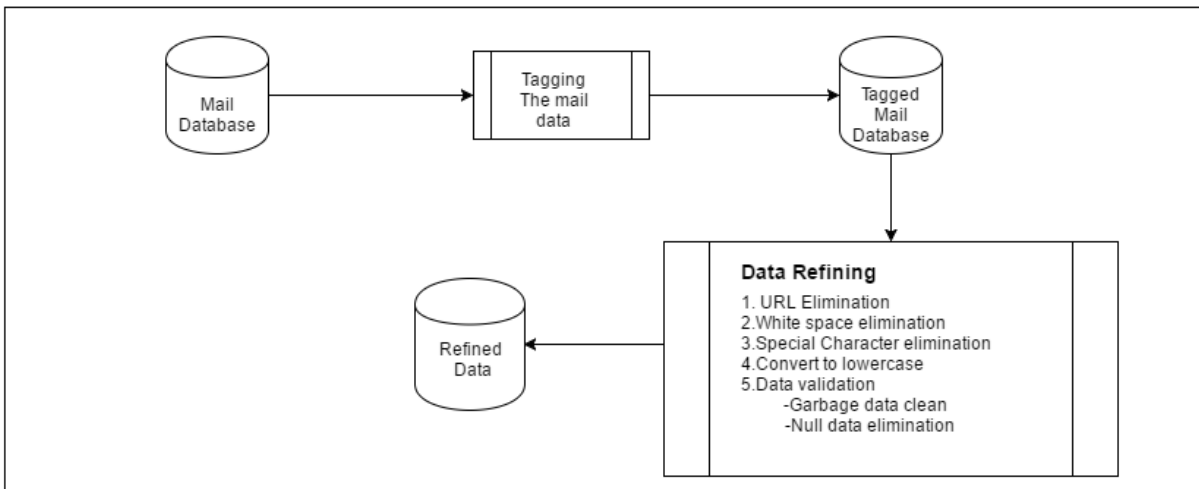 Mail
Database
Tagging
The mail
data
Tagged
Mail
Database
Data Refining
1. URL Elimination
2.White space elimination
3.Special Character elimination
4.Convert to lowercase
5.Data validation
-Garbage data clean
-Null data elimination
Refined
Data